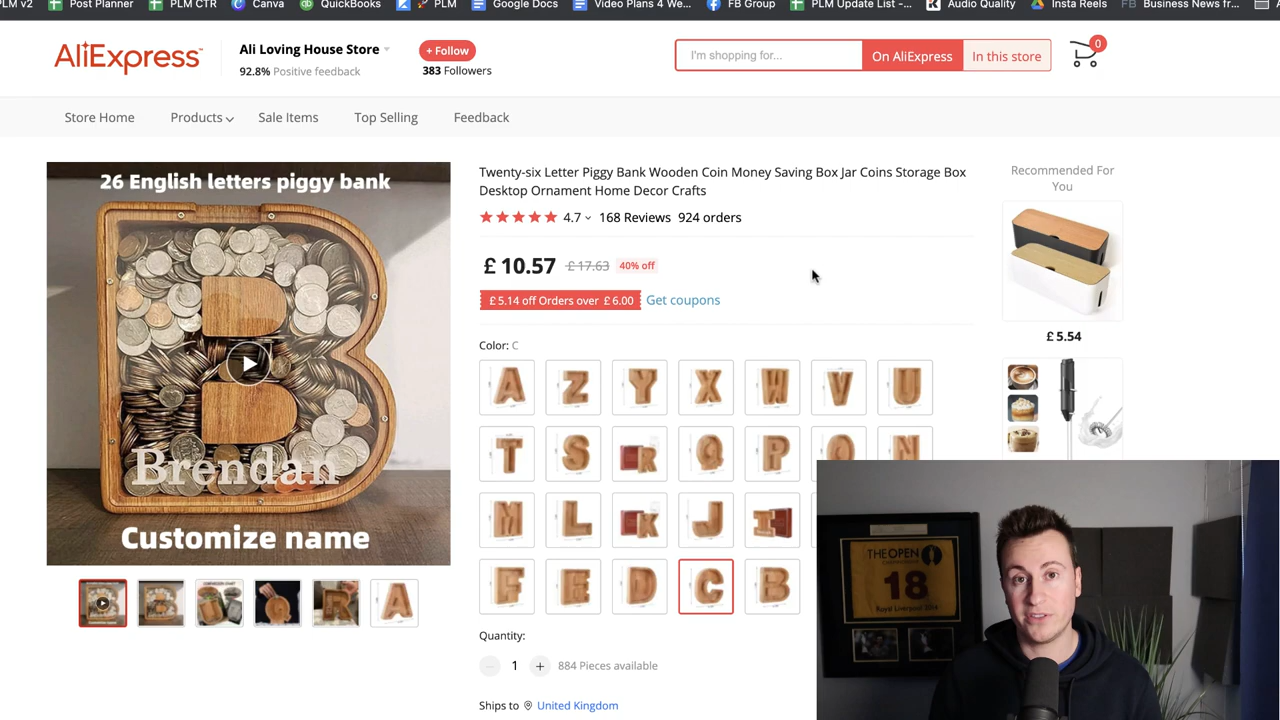 PLM v2 Post Planner PLM CTR Canva QuickBooks PLM Google Docs Video Plans 4 We... FB Group PLM Update List -... Audio Quality Insta Reels FB Business News fr...
AliExpress Ali Loving House Store + Follow I'm shopping for... On AliExpress In this store 0
92.8% Positive feedback 383 Followers
Store Home Products Sale Items Top Selling Feedback
26 English letters piggy bank
Brendan
Customize name
Twenty-six Letter Piggy Bank Wooden Coin Money Saving Box Jar Coins Storage Box
Desktop Ornament Home Decor Crafts
4.7 168 Reviews 924 orders
£ 10.57 £ 17.63 40% off
£ 5.14 off Orders over £ 6.00 Get coupons
Color: C
A Z Y X W V U
T S R Q P O N
M L K J I
F E D C B
Quantity:
1 + 884 Pieces available
Ships to United Kingdom
Recommended For
You
£ 5.54
THE OPEN
18
Royal Liverpool 2014